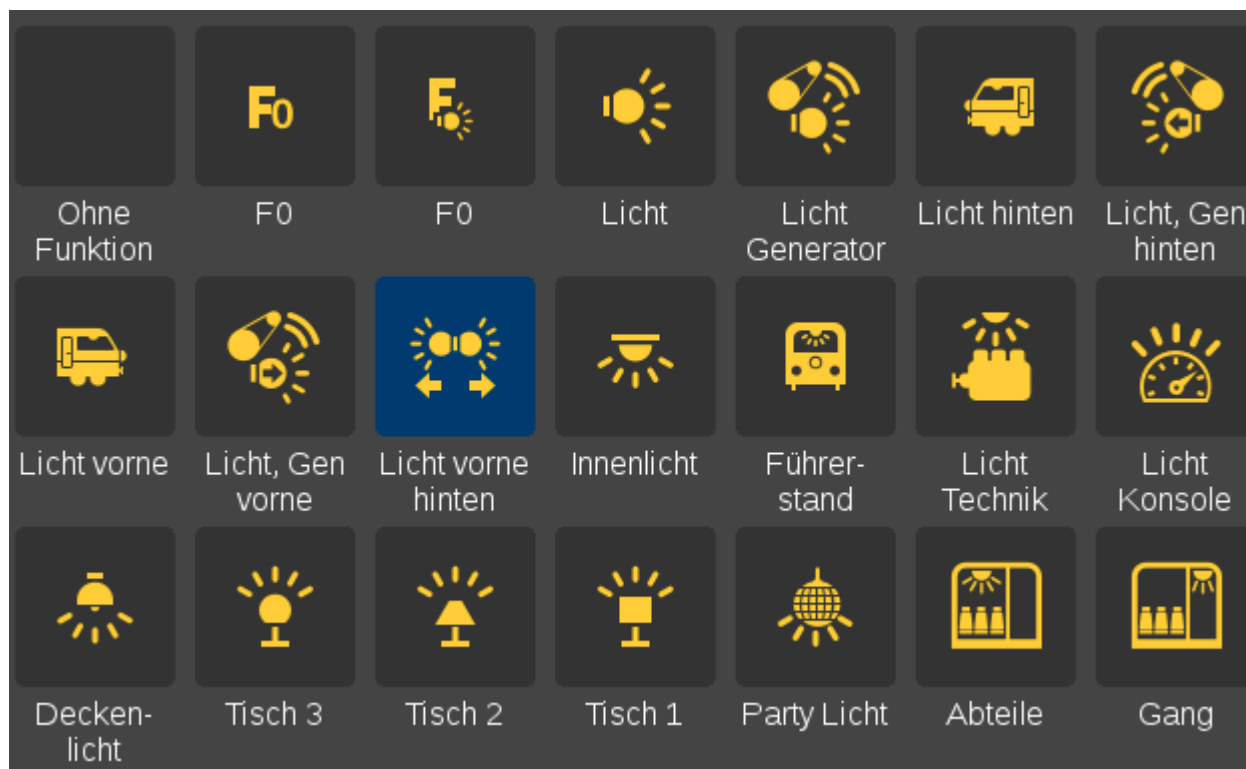 F0
F
Ohne
Funktion
F0
F0
Licht
Licht
Generator
Licht hinten
Licht, Gen
hinten
Licht vorne
Licht, Gen
vorne
Licht vorne
hinten
Innenlicht
Führer-
stand
Licht
Technik
Licht
Konsole
Decken-
licht
Tisch 3
Tisch 2
Tisch 1
Party Licht
Abteile
Gang